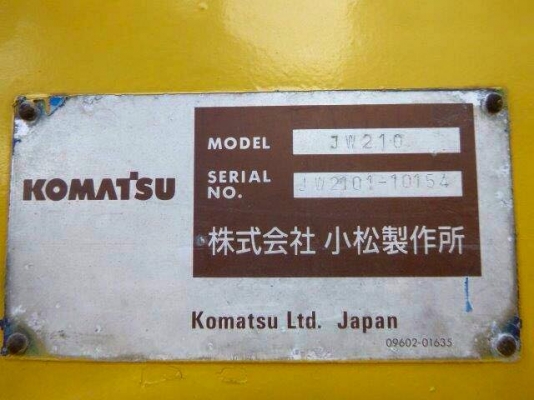 KOMATSU
MODEL JW210
SERIAL NO. JW2101-10154
株式会社 小松製作所
Komatsu Ltd. Japan
09602-01635